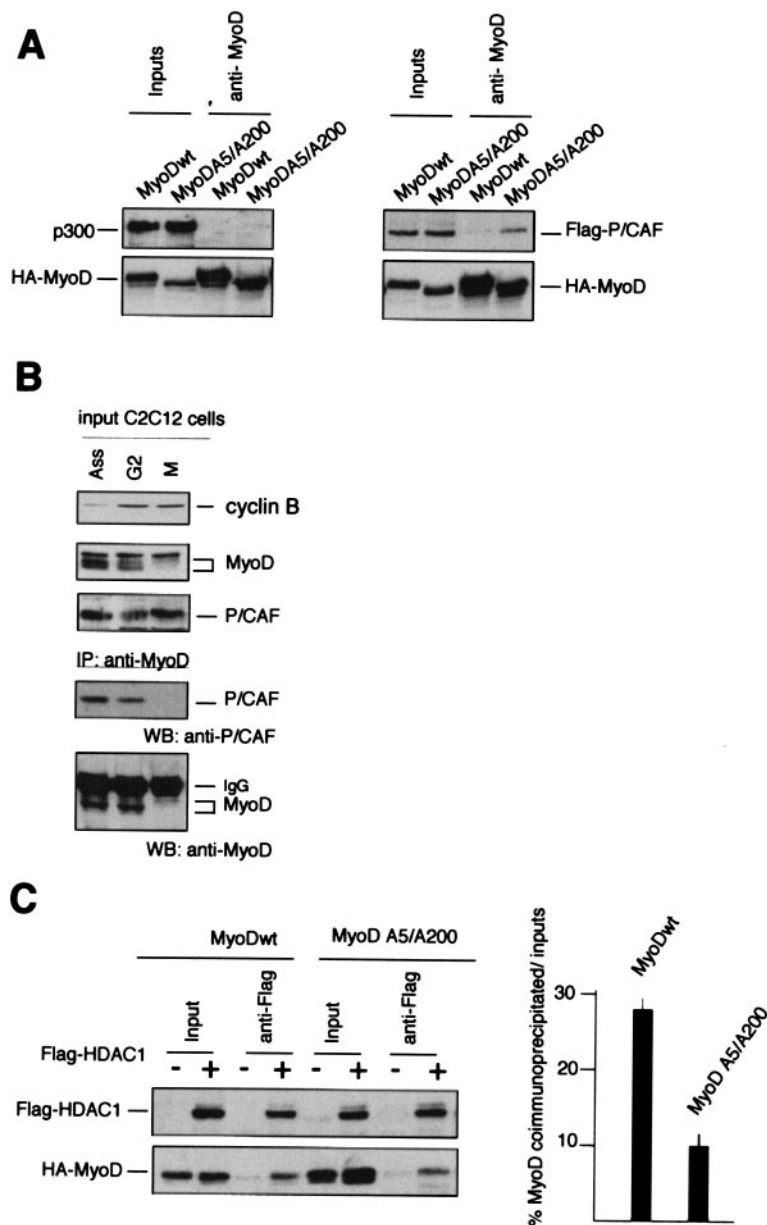 A
Inputs
anti- MyoD
MyoDwt
MyoDA5/A200
MyoDwt
MyoDA5/A200
p300
HA-MyoD
Inputs
anti- MyoD
MyoDwt
MyoDA5/A200
MyoDwt
MyoDA5/A200
Flag-P/CAF
HA-MyoD
B
input C2C12 cells
Ass G2 M
cyclin B
MyoD
P/CAF
IP: anti-MyoD
P/CAF
WB: anti-P/CAF
IgG
MyoD
WB: anti-MyoD
C
MyoDwt MyoD A5/A200
Input anti-Flag Input anti-Flag
Flag-HDAC1 - + - + - + - +
Flag-HDAC1
HA-MyoD
% MyoD coimmunoprecipitated/ inputs
30
20
10
MyoDwt
MyoD A5/A200